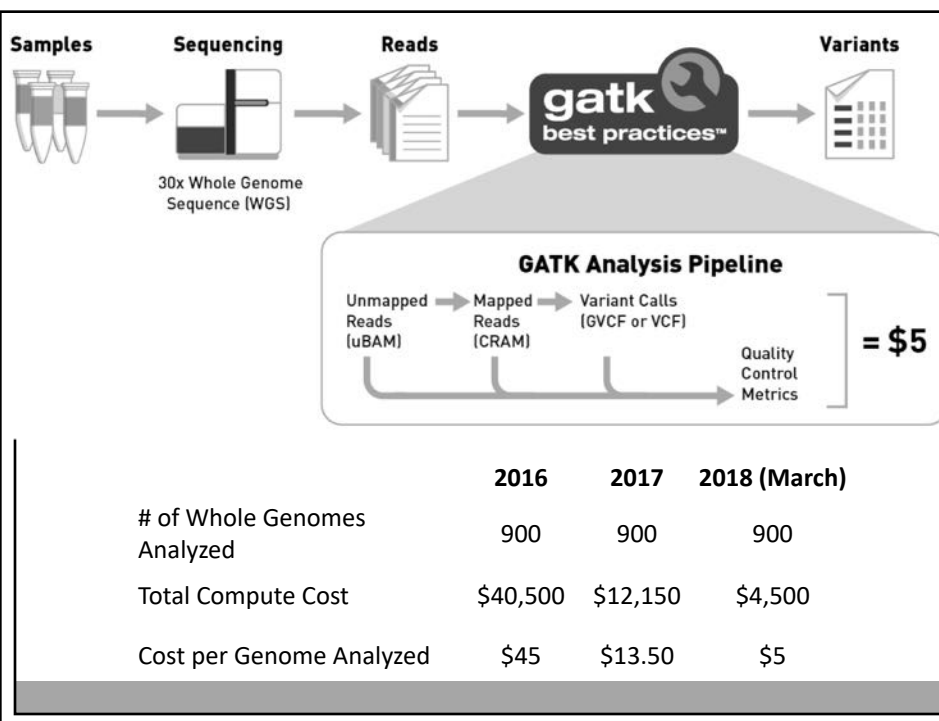 Samples Sequencing Reads Variants
gatk
best practices™
30x Whole Genome
Sequence (WGS)
GATK Analysis Pipeline
Unmapped Mapped Variant Calls
Reads Reads (GVCF or VCF)
(uBAM) (CRAM)
= $5
Quality
Control
Metrics
2016 2017 2018 (March)
# of Whole Genomes
Analyzed
900 900 900
Total Compute Cost $40,500 $12,150 $4,500
Cost per Genome Analyzed $45 $13.50 $5